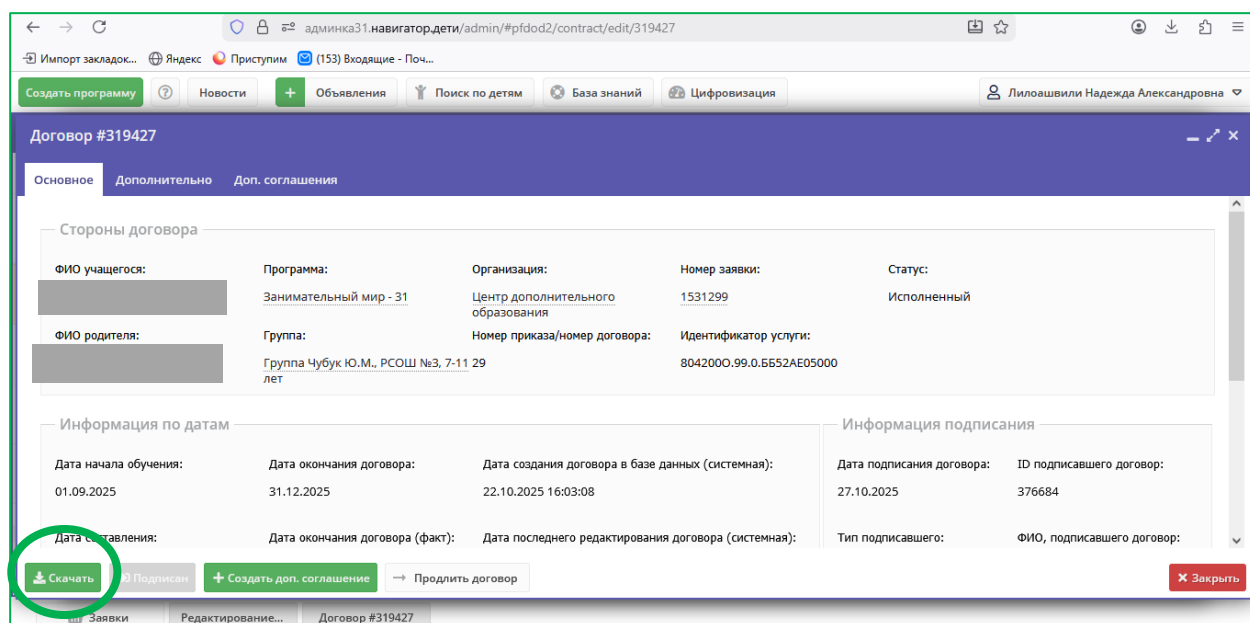 админка31.навигатор.дети/admin/#pfdod2/contract/edit/319427
Импорт закладок... Яндекс Приступим (153) Входящие - Поч...
Создать программу Новости + Объявления Поиск по детям База знаний Цифровизация Лилоашвили Надежда Александровна
Договор #319427
Основное Дополнительно Доп. соглашения
Стороны договора
ФИО учащегося: Программа: Организация: Номер заявки: Статус:
Занимательный мир - 31 Центр дополнительного 1531299 Исполненный
образования
ФИО родителя: Группа: Номер приказа/номер договора: Идентификатор услуги:
Группа Чубук Ю.М., РСОШ №3, 7-11 29 804200О.99.0.ББ52АЕ05000
лет
Информация по датам Информация подписания
Дата начала обучения: Дата окончания договора: Дата создания договора в базе данных (системная): Дата подписания договора: ID подписавшего договор:
01.09.2025 31.12.2025 22.10.2025 16:03:08 27.10.2025 376684
Дата составления: Дата окончания договора (факт): Дата последнего редактирования договора (системная): Тип подписавшего: ФИО, подписавшего договор:
Скачать Подписан + Создать доп. соглашение → Продлить договор × Закрыть
Заявки Редактирование... Договор #319427